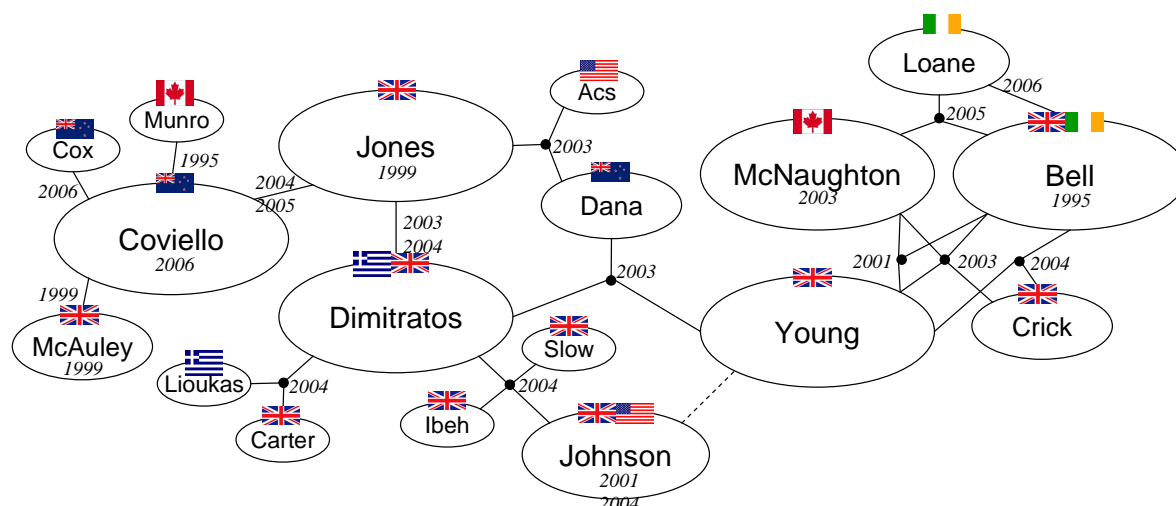 Loane
2006
Acs
Munro
2005
Cox
Jones
2003
1995
1999
McNaughton
Bell
2006
2004
2003
1995
2005
Dana
Coviello
2003
2006
2004
2001
2003
2004
2003
1999
Dimitratos
Young
Crick
McAuley
Slow
1999
Lioukas
2004
2004
Ibeh
Carter
Johnson
2001
2004